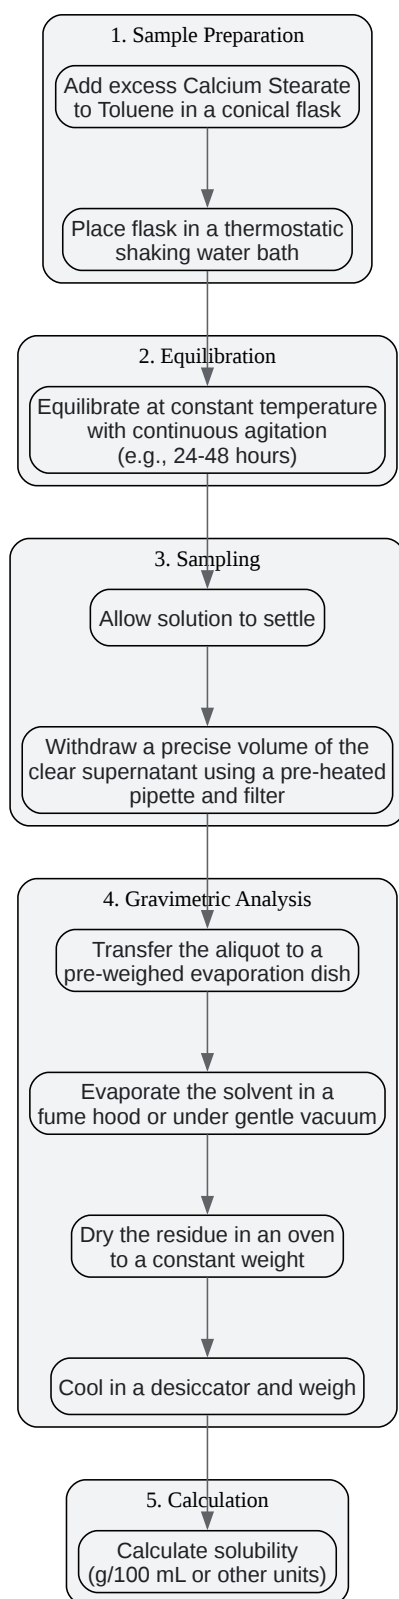 1. Sample Preparation
Add excess Calcium Stearate
to Toluene in a conical flask
Place flask in a thermostatic
shaking water bath
2. Equilibration
Equilibrate at constant temperature
with continuous agitation
(e.g., 24-48 hours)
3. Sampling
Allow solution to settle
Withdraw a precise volume of the
clear supernatant using a pre-heated
pipette and filter
4. Gravimetric Analysis
Transfer the aliquot to a
pre-weighed evaporation dish
Evaporate the solvent in a
fume hood or under gentle vacuum
Dry the residue in an oven
to a constant weight
Cool in a desiccator and weigh
5. Calculation
Calculate solubility
(g/100 mL or other units)